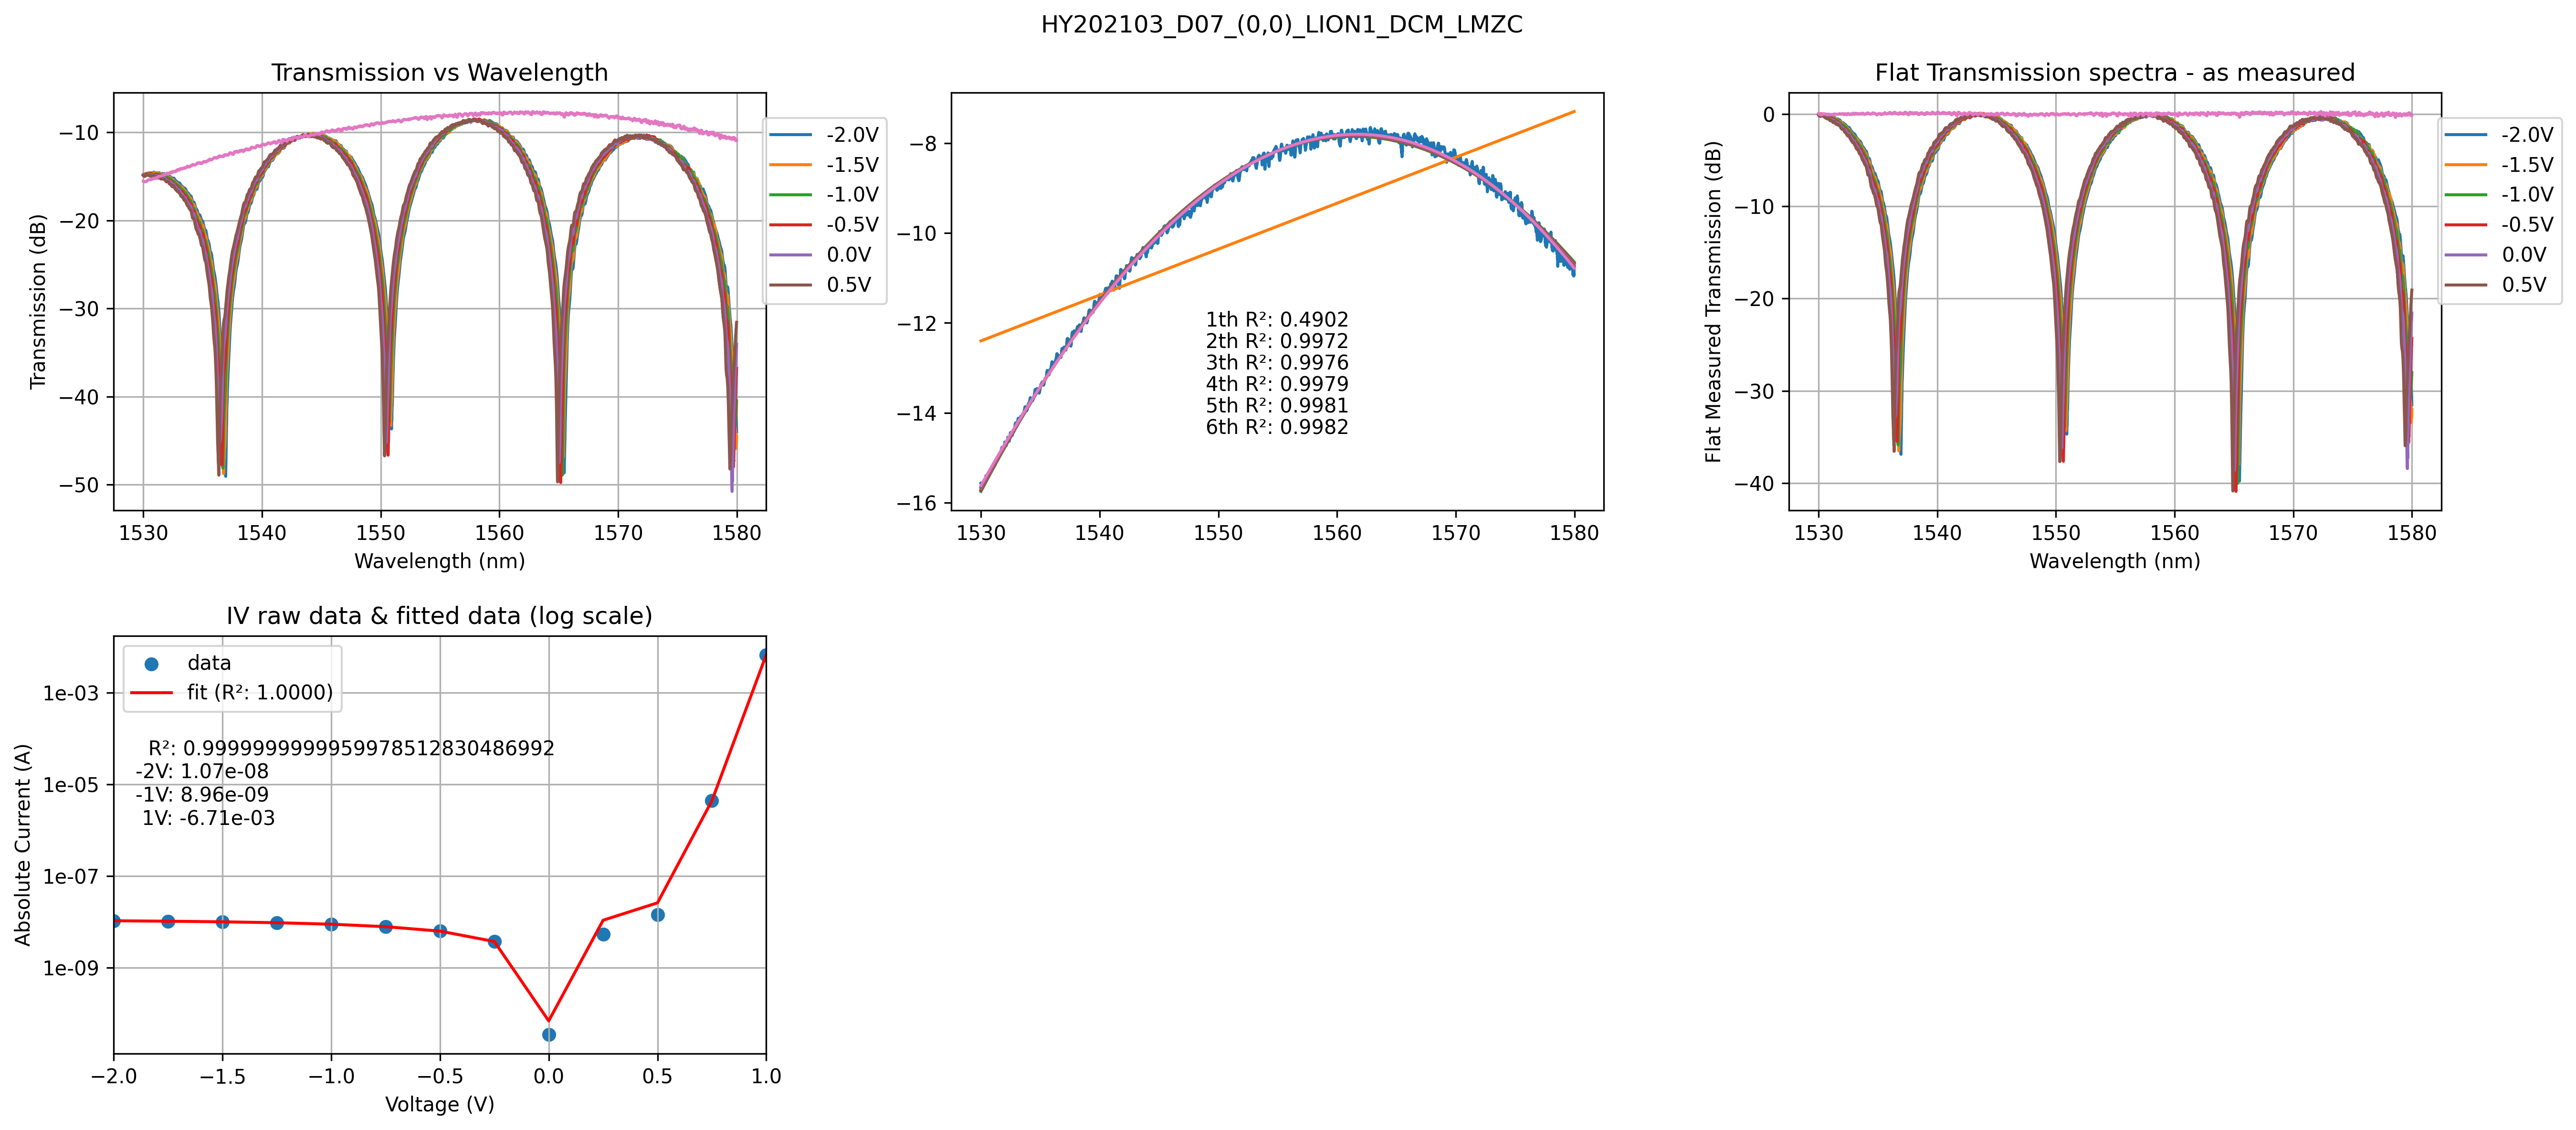 HY202103_D07_(0,0)_LION1_DCM_LMZC
Transmission vs Wavelength
Transmission (dB)
−10
−20
−30
−40
−50
1530 1540 1550 1560 1570 1580
Wavelength (nm)
-2.0V
-1.5V
-1.0V
-0.5V
0.0V
0.5V
−8
−10
−12
−14
−16
1th R²: 0.4902
2th R²: 0.9972
3th R²: 0.9976
4th R²: 0.9979
5th R²: 0.9981
6th R²: 0.9982
1530 1540 1550 1560 1570 1580
Flat Transmission spectra - as measured
Flat Measured Transmission (dB)
0
−10
−20
−30
−40
1530 1540 1550 1560 1570 1580
Wavelength (nm)
-2.0V
-1.5V
-1.0V
-0.5V
0.0V
0.5V
IV raw data & fitted data (log scale)
Absolute Current (A)
1e-03
1e-05
1e-07
1e-09
data
fit (R²: 1.0000)
R²: 0.9999999999959978512830486992
-2V: 1.07e-08
-1V: 8.96e-09
1V: -6.71e-03
−2.0 −1.5 −1.0 −0.5 0.0 0.5 1.0
Voltage (V)